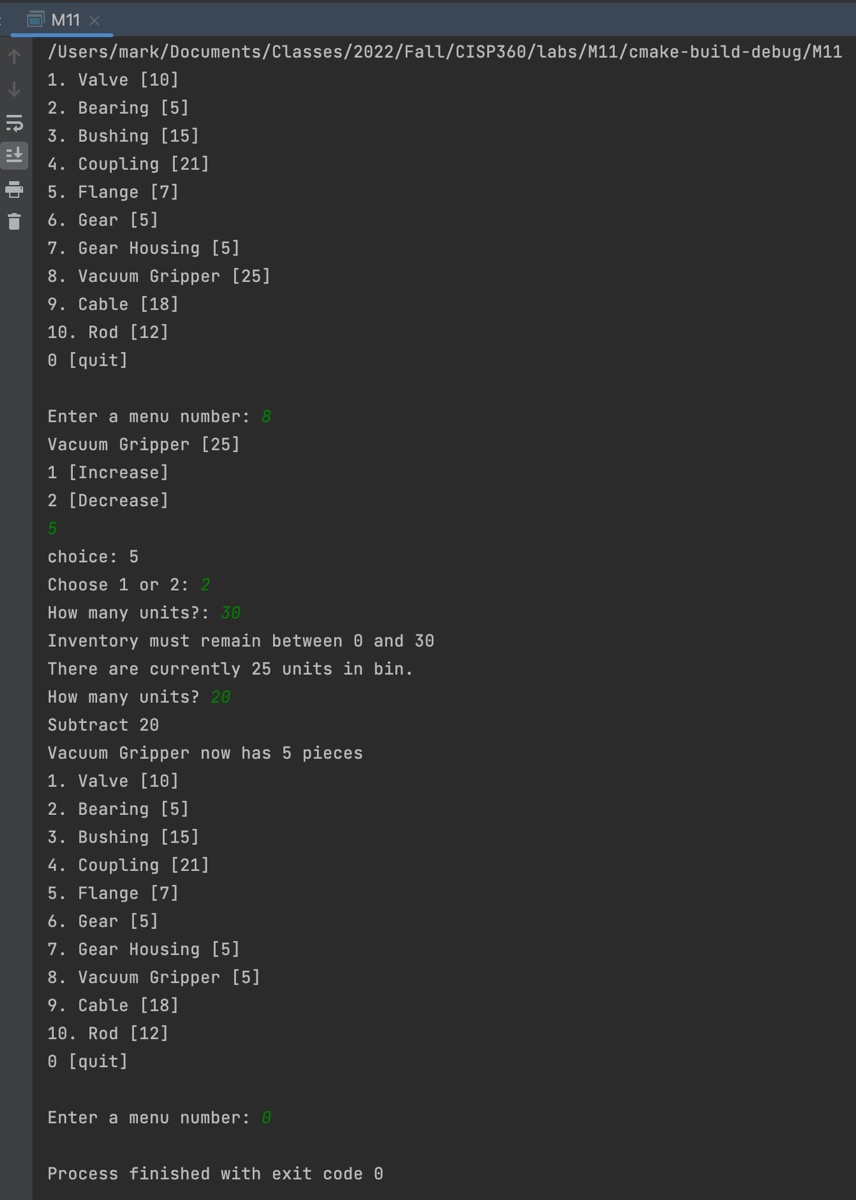 M11
/Users/mark/Documents/Classes/2022/Fall/CISP360/labs/M11/cmake-build-debug/M11
1. Valve [10]
2. Bearing [5]
3. Bushing [15]
4. Coupling [21]
5. Flange [7]
6. Gear [5]
7. Gear Housing [5]
8. Vacuum Gripper [25]
9. Cable [18]
10. Rod [12]
0 [quit]
Enter a menu number: 8
Vacuum Gripper [25]
1 [Increase]
2 [Decrease]
5
choice: 5
Choose 1 or 2: 2
How many units?: 30
Inventory must remain between 0 and 30
There are currently 25 units in bin.
How many units? 20
Subtract 20
Vacuum Gripper now has 5 pieces
1. Valve [10]
2. Bearing [5]
3. Bushing [15]
4. Coupling [21]
5. Flange [7]
6. Gear [5]
7. Gear Housing [5]
8. Vacuum Gripper [5]
9. Cable [18]
10. Rod [12]
0 [quit]
Enter a menu number: 0
Process finished with exit code 0